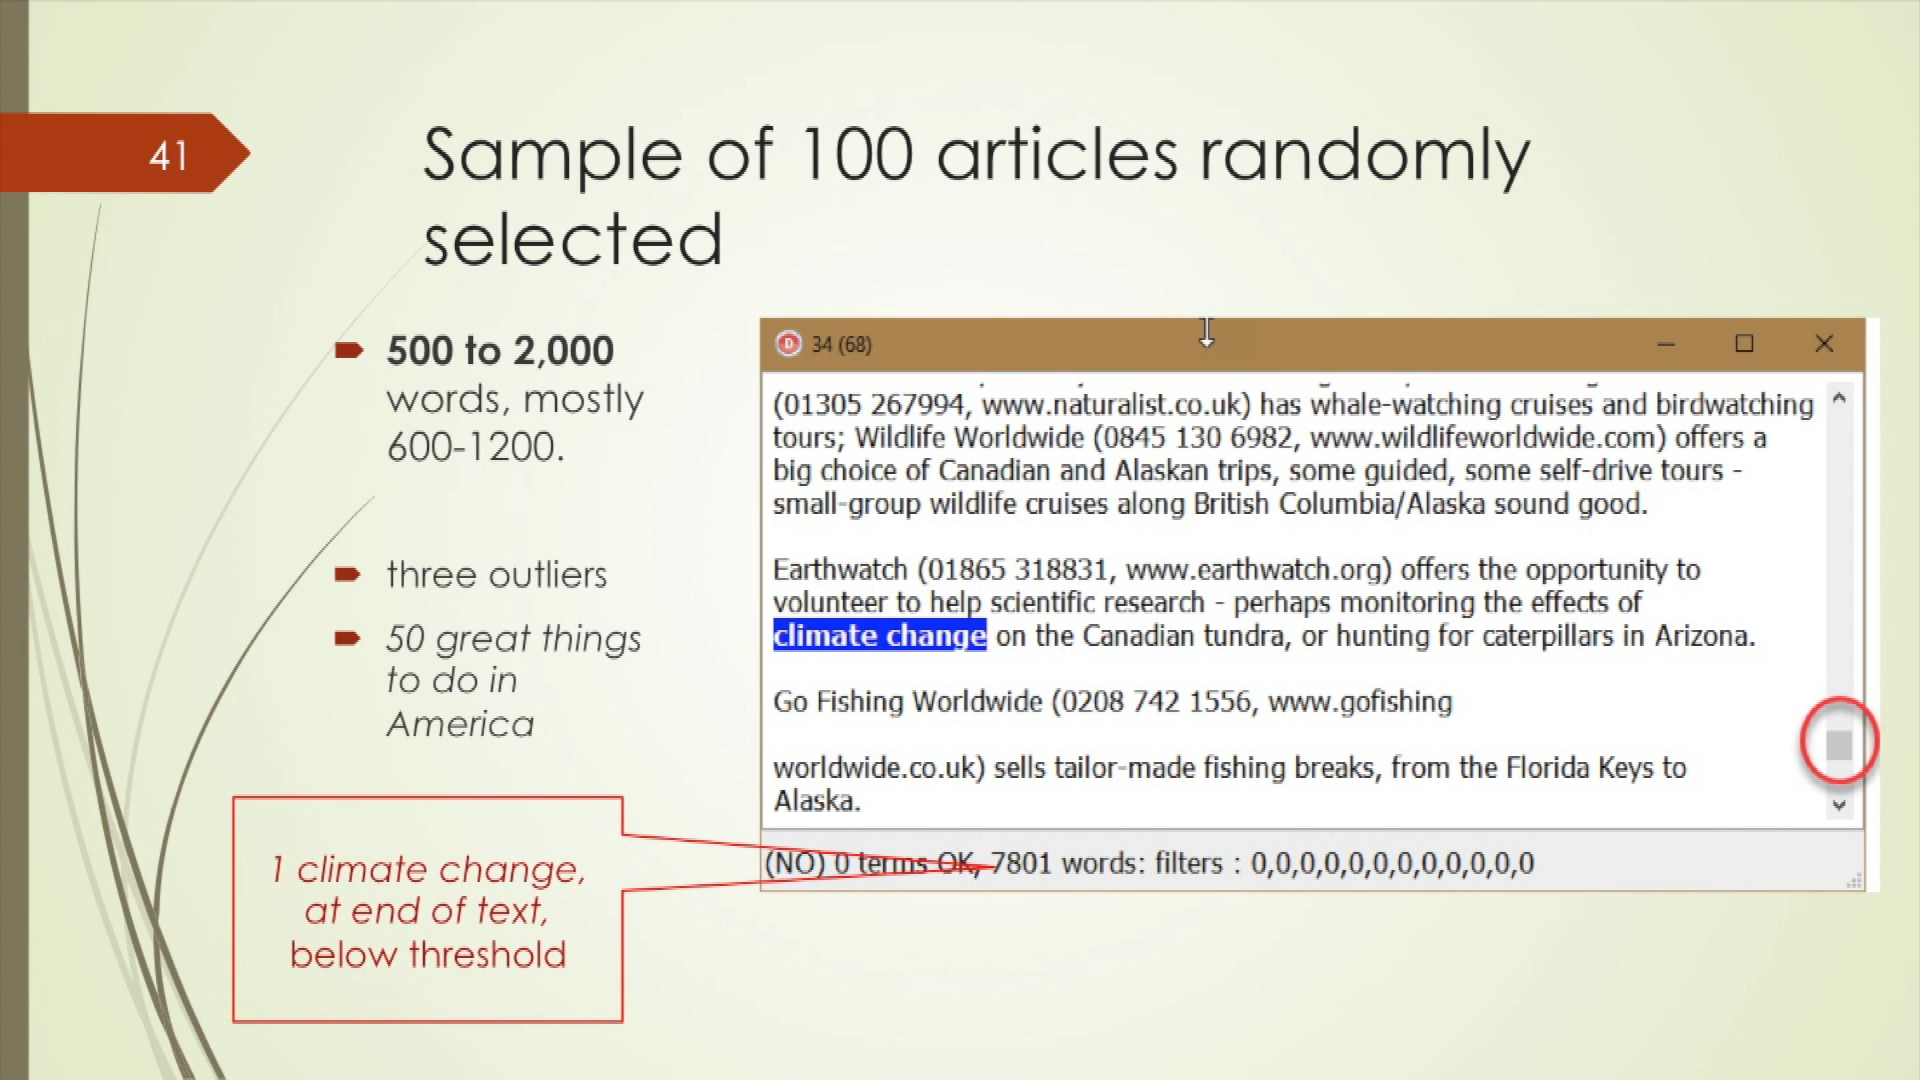 41
Sample of 100 articles randomly
selected
500 to 2,000
words, mostly
600-1200.
three outliers
50 great things
to do in
America
1 climate change,
at end of text,
below threshold
D 34 (68)
(01305 267994, www.naturalist.co.uk) has whale-watching cruises and birdwatching
tours; Wildlife Worldwide (0845 130 6982, www.wildlifeworldwide.com) offers a
big choice of Canadian and Alaskan trips, some guided, some self-drive tours -
small-group wildlife cruises along British Columbia/Alaska sound good.
Earthwatch (01865 318831, www.earthwatch.org) offers the opportunity to
volunteer to help scientific research - perhaps monitoring the effects of
climate change on the Canadian tundra, or hunting for caterpillars in Arizona.
Go Fishing Worldwide (0208 742 1556, www.gofishing
worldwide.co.uk) sells tailor-made fishing breaks, from the Florida Keys to
Alaska.
(NO) 0 terms OK, 7801 words: filters : 0,0,0,0,0,0,0,0,0,0,0,0